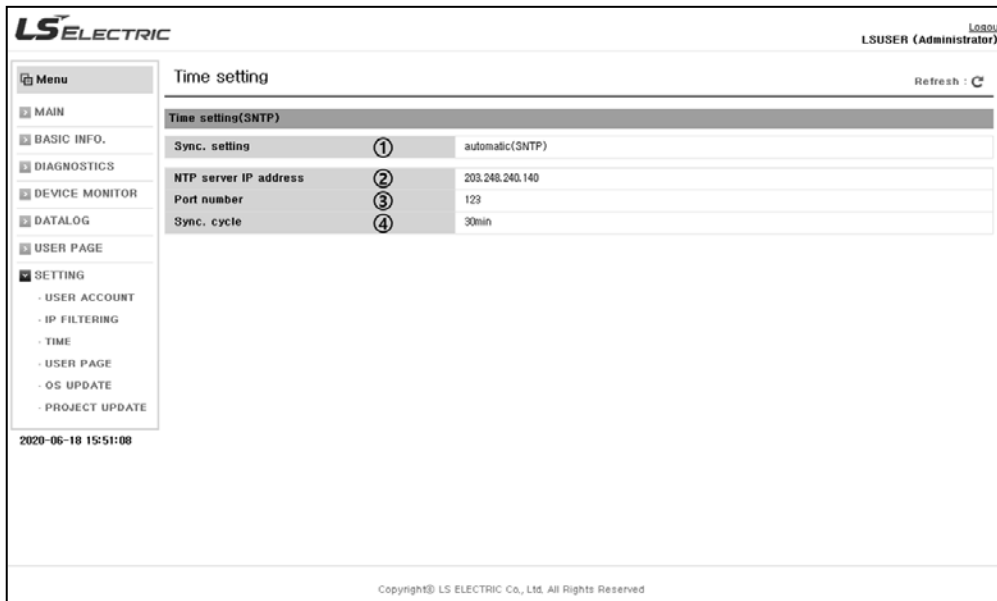 LS ELECTRIC
Logou
LSUSER (Administrator)
Menu
MAIN
BASIC INFO.
DIAGNOSTICS
DEVICE MONITOR
DATALOG
USER PAGE
SETTING
· USER ACCOUNT
· IP FILTERING
· TIME
· USER PAGE
· OS UPDATE
· PROJECT UPDATE
2020-06-18 15:51:08
Time setting
Refresh :
Time setting(SNTP)
Sync. setting ① automatic(SNTP)
NTP server IP address ② 203.248.240.140
Port number ③ 123
Sync. cycle ④ 30min
Copyright® LS ELECTRIC Co., Ltd. All Rights Reserved